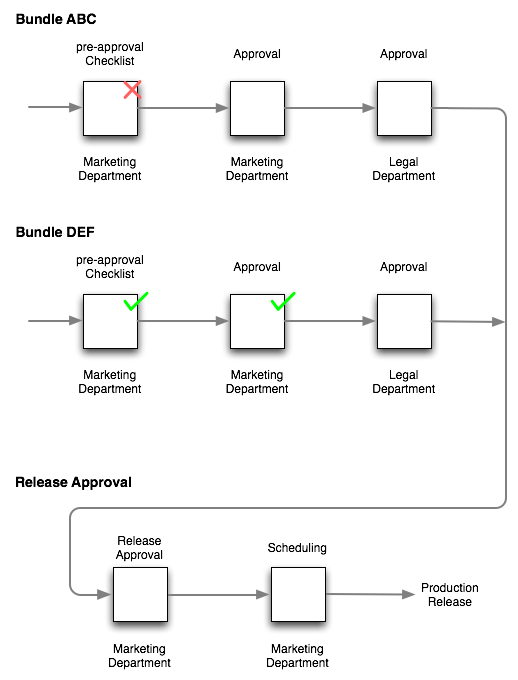 Bundle ABC
pre-approval
Checklist
Approval
Approval
Marketing
Department
Marketing
Department
Legal
Department
Bundle DEF
pre-approval
Checklist
Approval
Approval
Marketing
Department
Marketing
Department
Legal
Department
Release Approval
Release
Approval
Scheduling
Production
Release
Marketing
Department
Marketing
Department